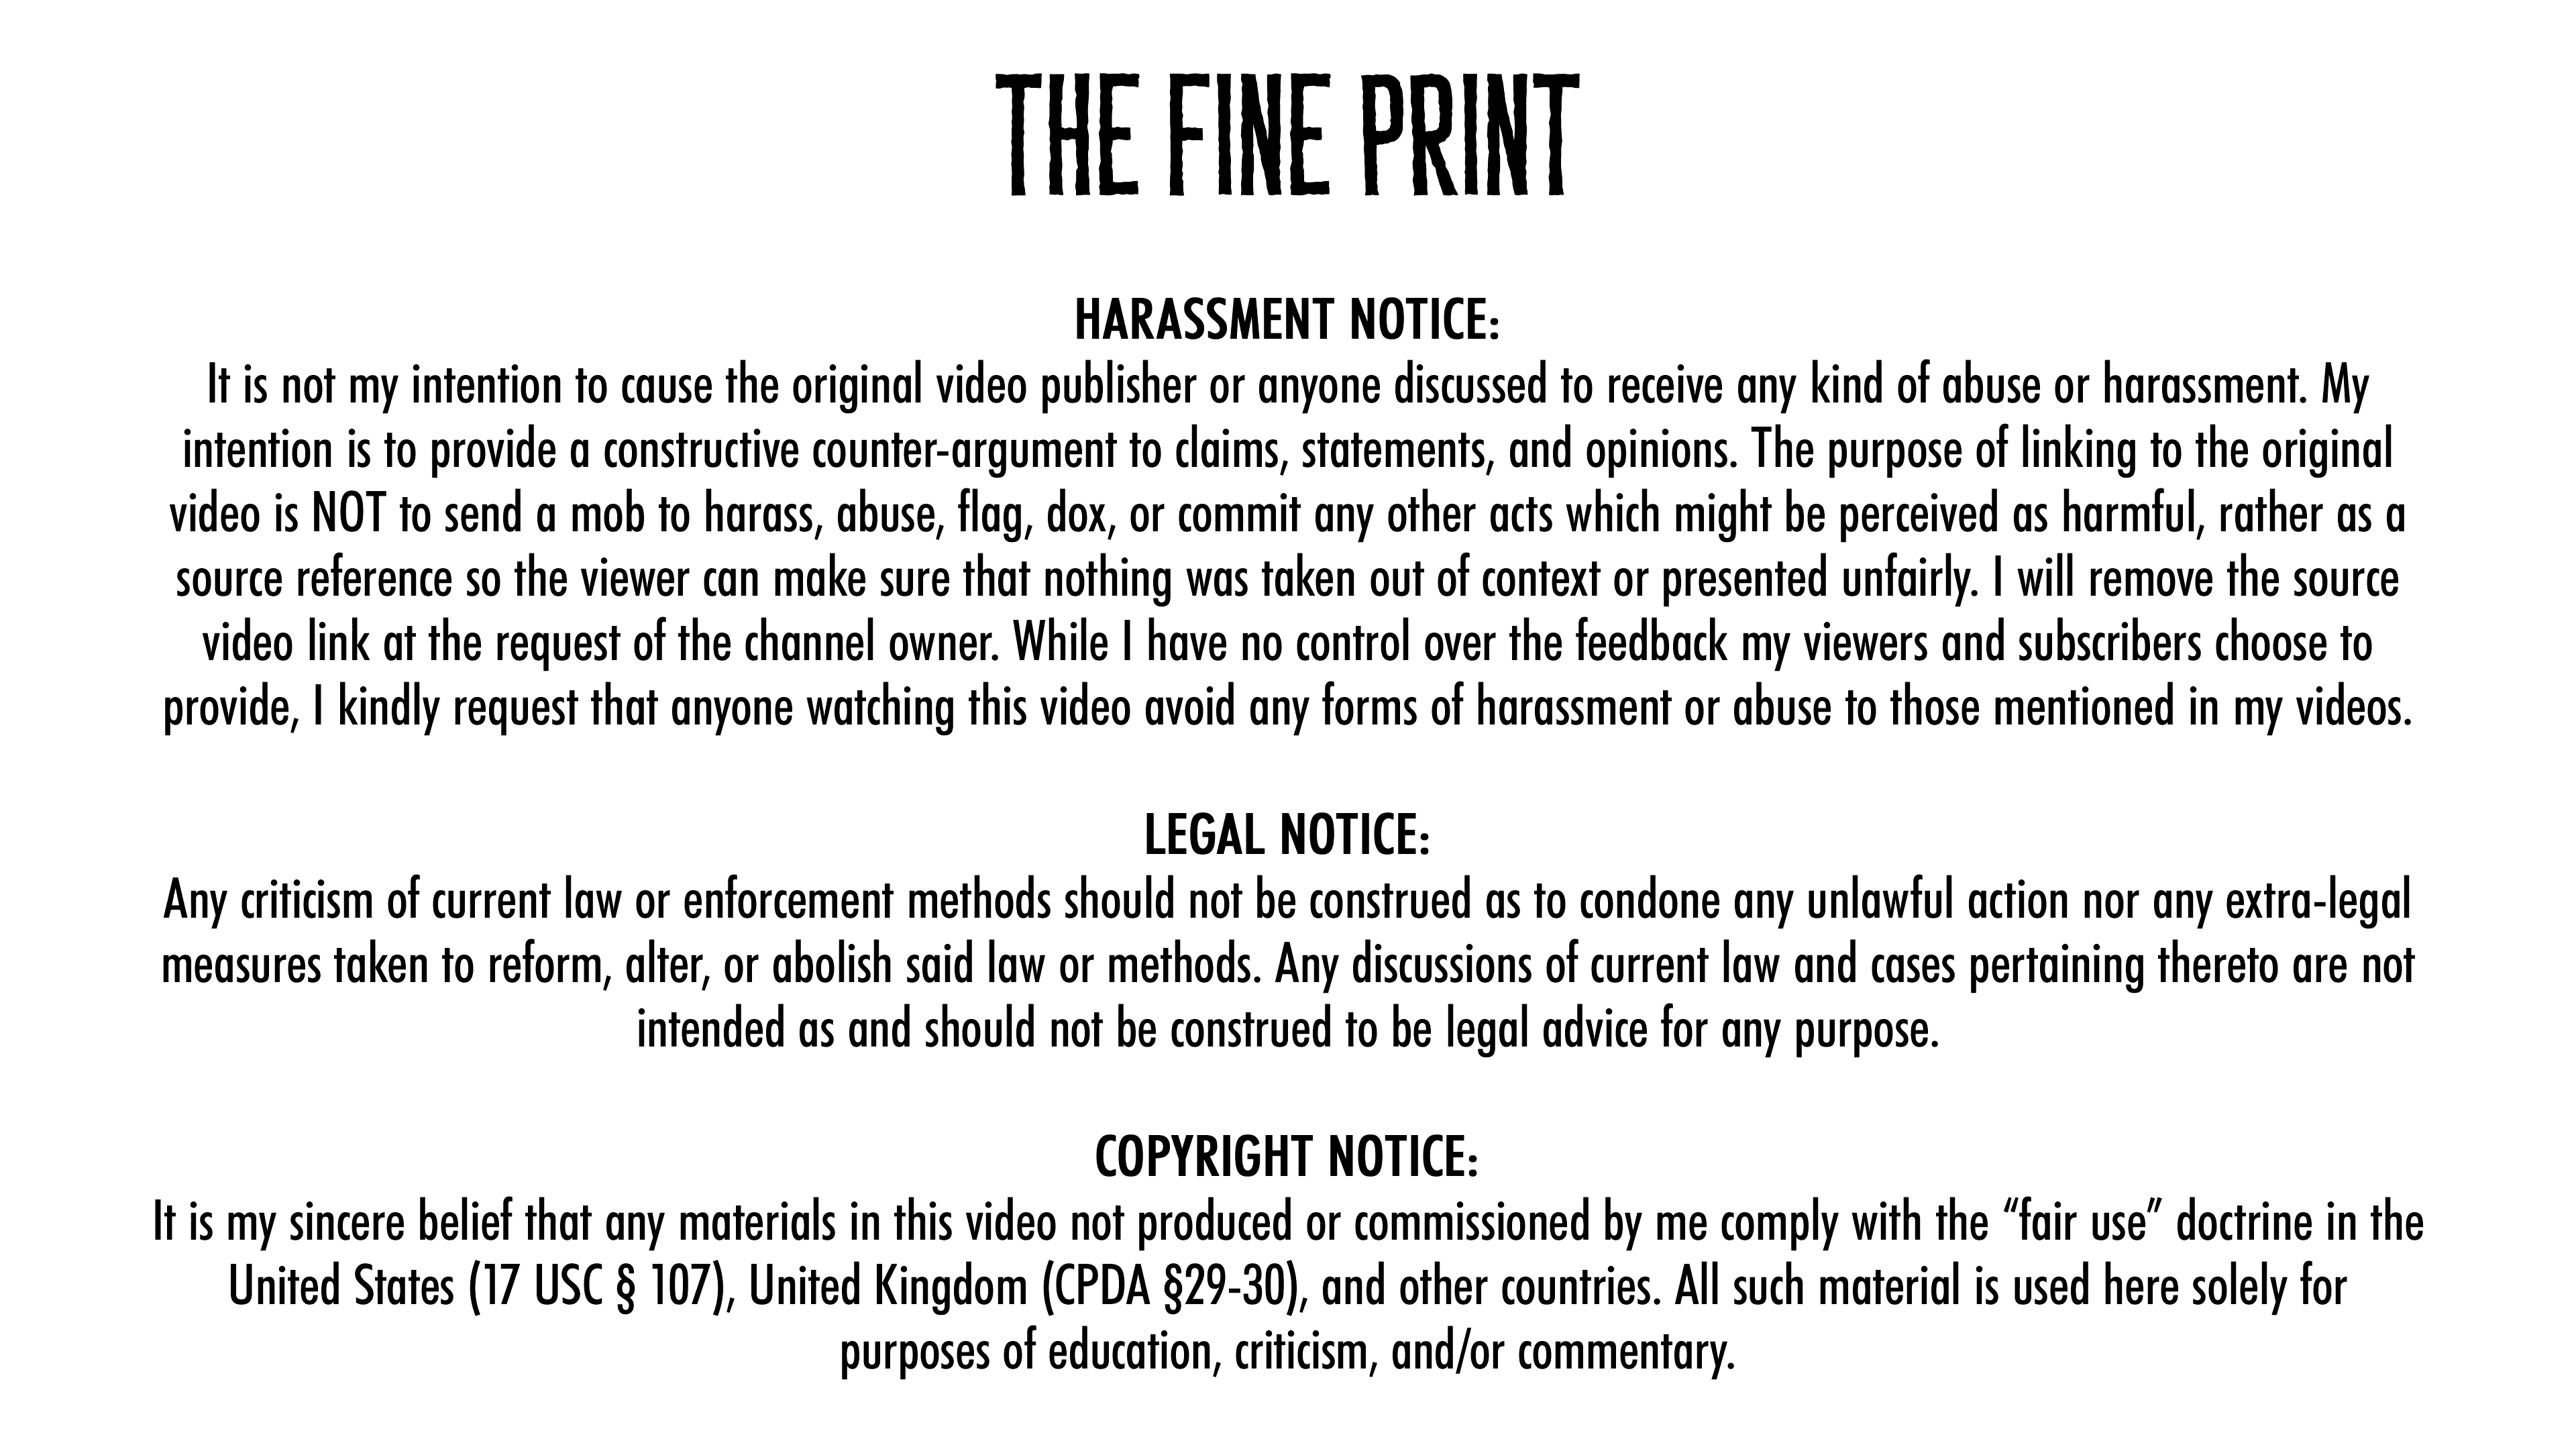 THE FINE PRINT
HARASSMENT NOTICE:
It is not my intention to cause the original video publisher or anyone discussed to receive any kind of abuse or harassment. My
intention is to provide a constructive counter-argument to claims, statements, and opinions. The purpose of linking to the original
video is NOT to send a mob to harass, abuse, flag, dox, or commit any other acts which might be perceived as harmful, rather as a
source reference so the viewer can make sure that nothing was taken out of context or presented unfairly. I will remove the source
video link at the request of the channel owner. While I have no control over the feedback my viewers and subscribers choose to
provide, I kindly request that anyone watching this video avoid any forms of harassment or abuse to those mentioned in my videos.
LEGAL NOTICE:
Any criticism of current law or enforcement methods should not be construed as to condone any unlawful action nor any extra-legal
measures taken to reform, alter, or abolish said law or methods. Any discussions of current law and cases pertaining thereto are not
intended as and should not be construed to be legal advice for any purpose.
COPYRIGHT NOTICE:
It is my sincere belief that any materials in this video not produced or commissioned by me comply with the “fair use” doctrine in the
United States (17 USC § 107), United Kingdom (CPDA §29-30), and other countries. All such material is used here solely for
purposes of education, criticism, and/or commentary.